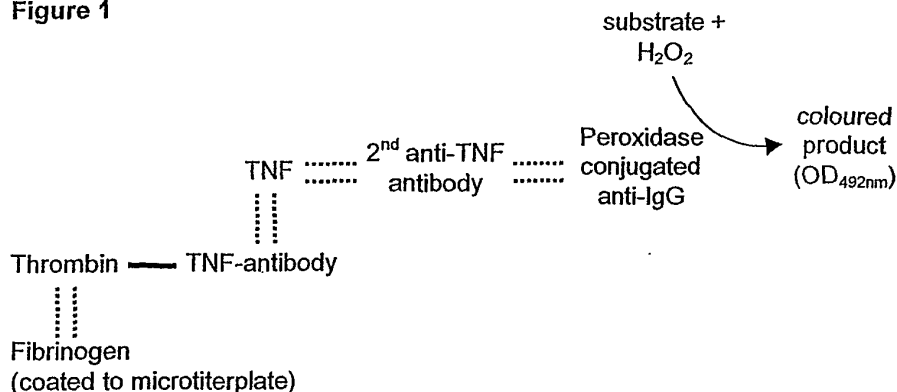 Figure 1
substrate +
H₂O₂
coloured
product
(OD₄₉₂ₙₘ)
TNF
2ⁿᵈ anti-TNF
antibody
Peroxidase
conjugated
anti-IgG
Thrombin
TNF-antibody
Fibrinogen
(coated to microtiterplate)